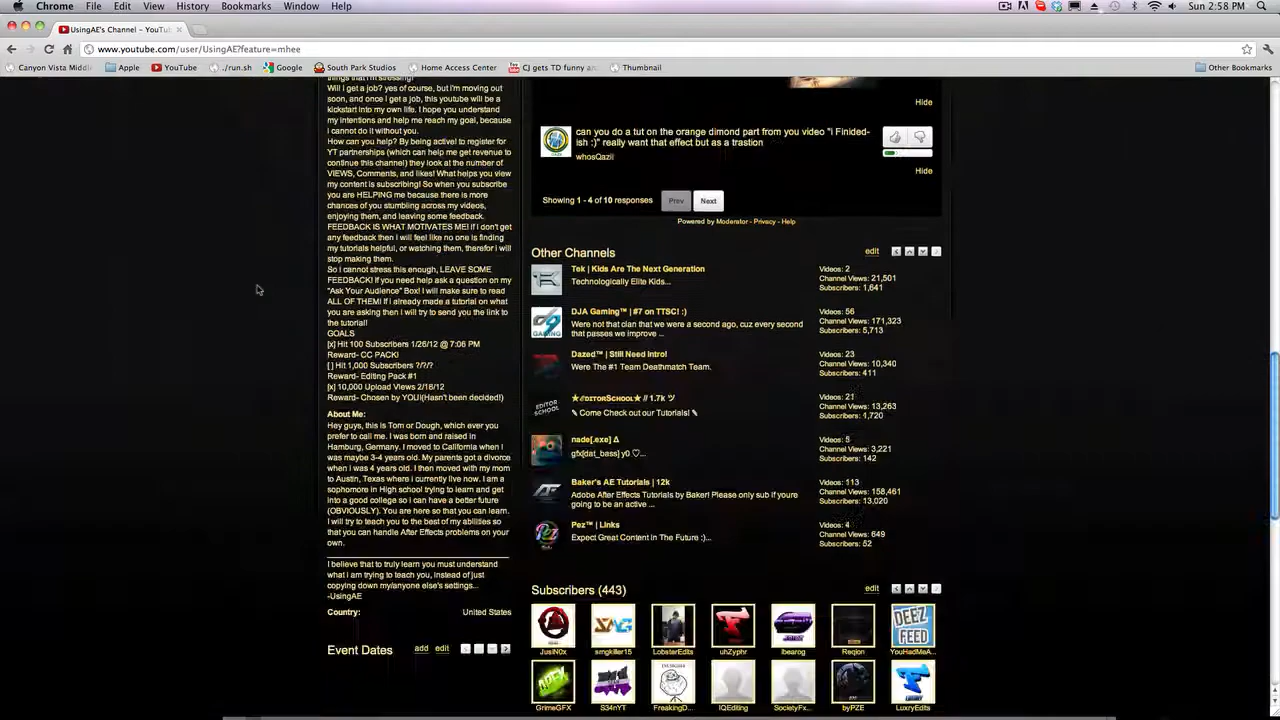 Chrome File Edit View History Bookmarks Window Help
Sun 2:58 PM
UsingAE's Channel - YouTu
www.youtube.com/user/UsingAE?feature=mhee
Canyon Vista Middl Apple YouTube ./run.sh Google South Park Studios Home Access Center CJ gets TD funny an Thumbnail Other Bookmarks
things that i'm stressing!
Will I get a job? yes of course, but i'm moving out
soon, and once I get a job, this youtube will be a
kickstart into my own life. I hope you understand
my intentions and help me reach my goal, because
I cannot do it without you.
How can you help? By being active! to register for
YT partnerships (which can help me get revenue to
continue this channel) they look at the number of
VIEWS, Comments, and likes! What helps you view
my content is subscribing! So when you subscribe
you are HELPING me because there is more
chances of you stumbling across my videos,
enjoying them, and leaving some feedback.
FEEDBACK IS WHAT MOTIVATES ME! If I don't get
any feedback then i will feel like no one is finding
my tutorials helpful, or watching them, therefor i will
stop making them.
So I cannot stress this enough, LEAVE SOME
FEEDBACK! if you need help ask a question on my
"Ask Your Audience" Box! I will make sure to read
ALL OF THEM! If i already made a tutorial on what
you are asking then i will try to send you the link to
the tutorial!
GOALS
[x] Hit 100 Subscribers 1/26/12 @ 7:06 PM
Reward- CC PACK!
[ ] Hit 1,000 Subscribers ?/?/?
Reward- Editing Pack #1
[x] 10,000 Upload Views 2/18/12
Reward- Chosen by YOU!(Hasn't been decided!)
About Me:
Hey guys, this is Tom or Dough, which ever you
prefer to call me. I was born and raised in
Hamburg, Germany. I moved to California when I
was maybe 3-4 years old. My parents got a divorce
when i was 4 years old. I then moved with my mom
to Austin, Texas where i currently live now. I am a
sophomore in High school trying to learn and get
into a good college so i can have a better future
(OBVIOUSLY). You are here so that you can learn.
I will try to teach you to the best of my abilities so
that you can handle After Effects problems on your
own.
I believe that to truly learn you must understand
what i am trying to teach you, instead of just
copying down my/anyone else's settings...
-UsingAE
Country: United States
Event Dates add edit
Hide
can you do a tut on the orange dimond part from you video "i Finided-
ish :)" really want that effect but as a trastion
whosQazil
Hide
Showing 1 - 4 of 10 responses Prev Next
Powered by Moderator - Privacy - Help
Other Channels edit
Tek | Kids Are The Next Generation
Technologically Elite Kids...
Videos: 2
Channel Views: 21,501
Subscribers: 1,641
DJA Gaming™ | #7 on TTSC! :)
Were not that clan that we were a second ago, cuz every second
that passes we improve ...
Videos: 56
Channel Views: 171,323
Subscribers: 5,713
Dazed™ | Still Need Intro!
Were The #1 Team Deathmatch Team.
Videos: 23
Channel Views: 10,340
Subscribers: 411
★//ᴇᴅɪᴛᴏʀSᴄʜᴏᴏʟ★ // 1.7k ツ
✎ Come Check out our Tutorials! ✎
Videos: 21
Channel Views: 13,263
Subscribers: 1,720
EDITOR
SCHOOL
nade[.exe] Δ
gfx[dat_bass] y0 ♡...
Videos: 5
Channel Views: 3,221
Subscribers: 142
Baker's AE Tutorials | 12k
Adobe After Effects Tutorials by Baker! Please only sub if youre
going to be an active ...
Videos: 113
Channel Views: 158,461
Subscribers: 13,020
Pez™ | Links
Expect Great Content In The Future :)...
Videos: 4
Channel Views: 649
Subscribers: 52
Subscribers (443) edit
DEEZ
FEED
JusiN0x smgkiller15 LobsterEdits uhZyphr ibearog Reqion YouHadMeA...
APEX
GrimeGFX S34nYT FreakingD... IQEditing SocietyFx... byPZE LuxryEdits